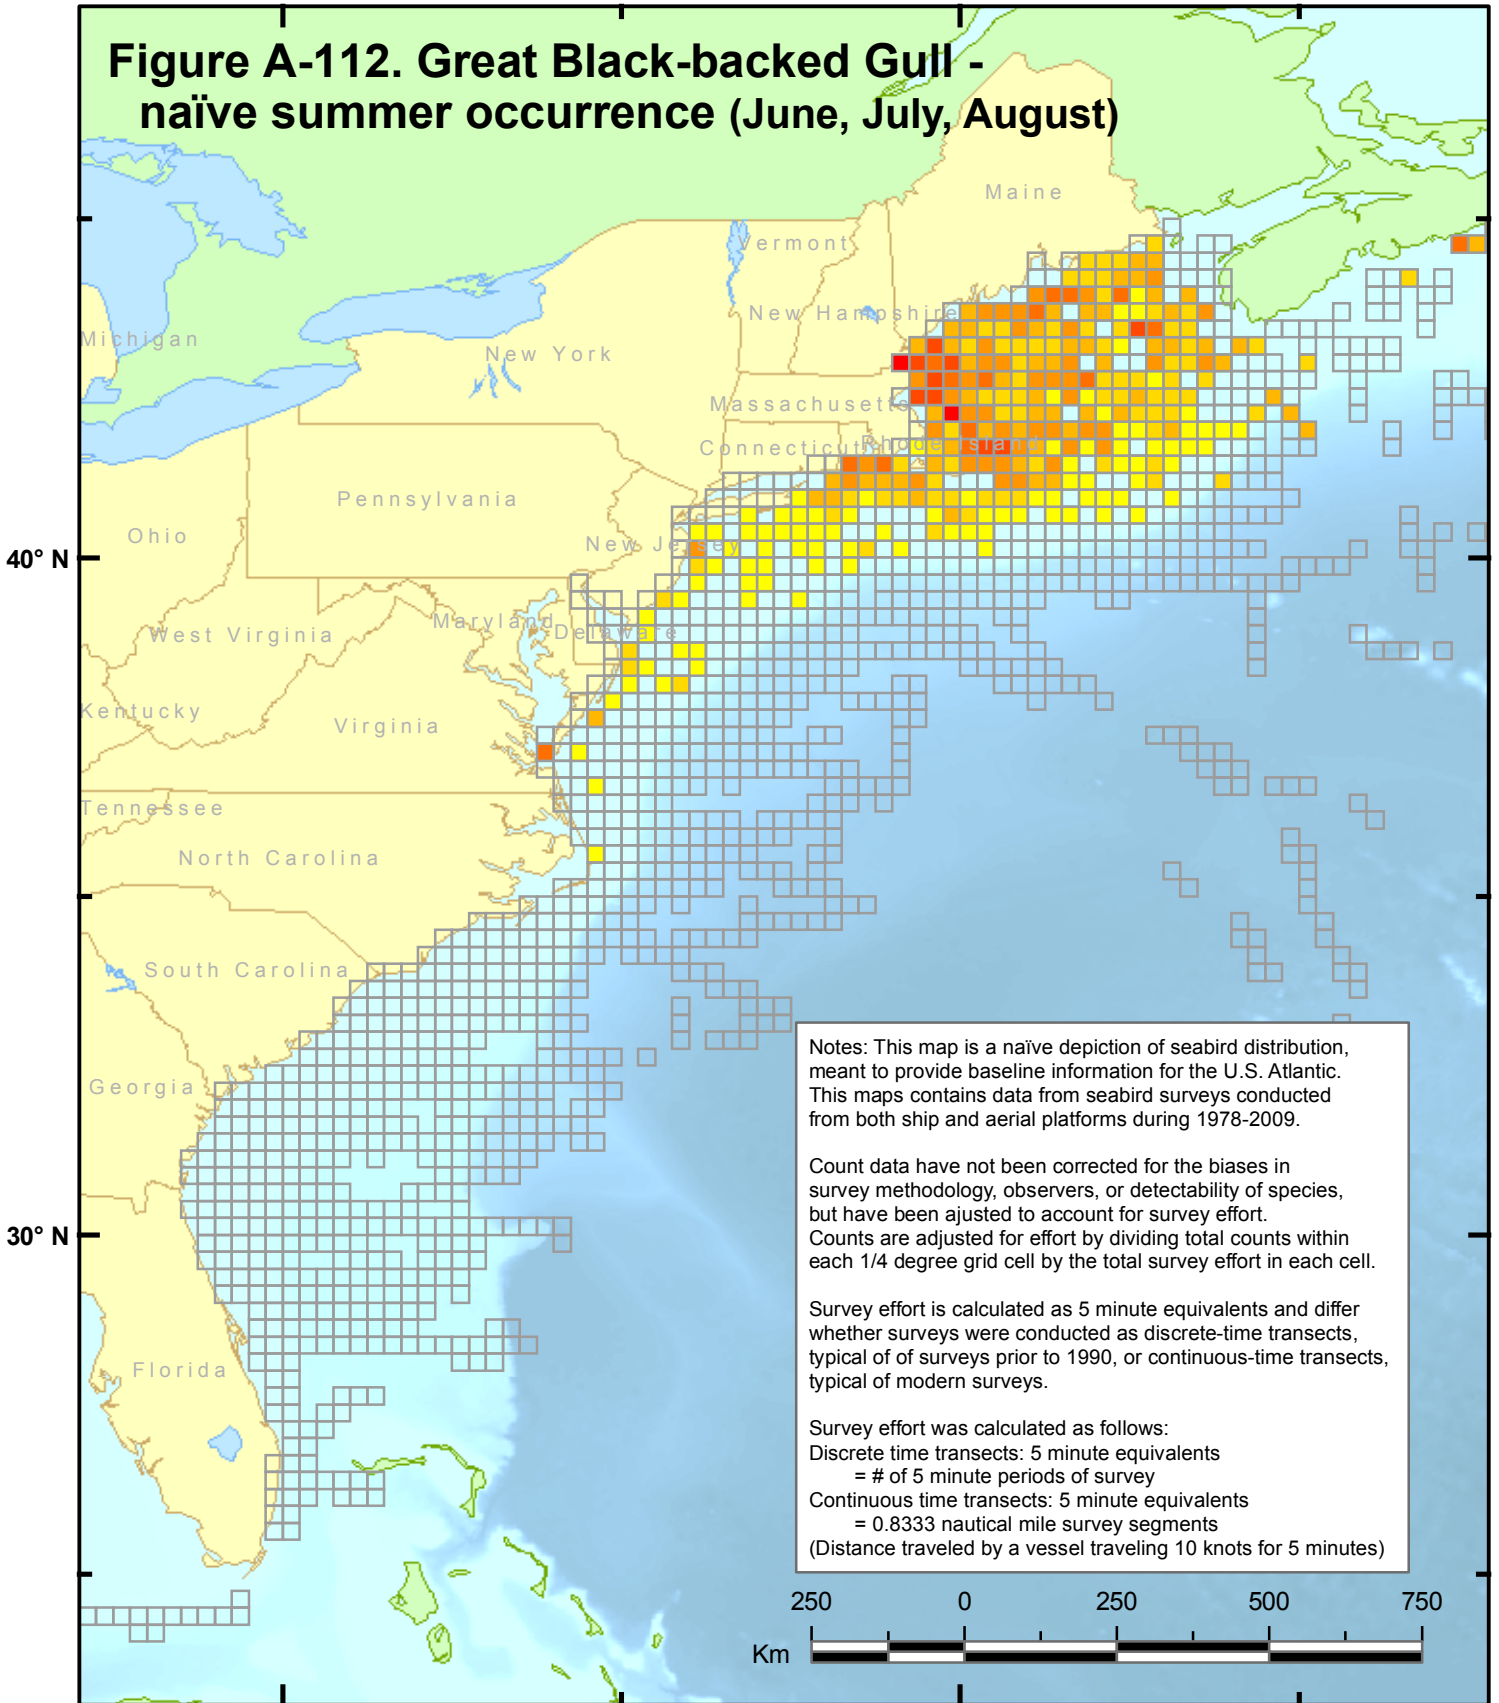 Figure A-112. Great Black-backed Gull -
naïve summer occurrence (June, July, August)
Maine
Vermont
New Hampshire
Michigan
New York
Massachusetts
Connecticut
Rhode Island
Pennsylvania
Ohio
New Jersey
40° N
Maryland
Delaware
West Virginia
Kentucky
Virginia
Tennessee
North Carolina
South Carolina
Georgia
30° N
Florida
Notes: This map is a naïve depiction of seabird distribution,
meant to provide baseline information for the U.S. Atlantic.
This maps contains data from seabird surveys conducted
from both ship and aerial platforms during 1978-2009.
Count data have not been corrected for the biases in
survey methodology, observers, or detectability of species,
but have been ajusted to account for survey effort.
Counts are adjusted for effort by dividing total counts within
each 1/4 degree grid cell by the total survey effort in each cell.
Survey effort is calculated as 5 minute equivalents and differ
whether surveys were conducted as discrete-time transects,
typical of of surveys prior to 1990, or continuous-time transects,
typical of modern surveys.
Survey effort was calculated as follows:
Discrete time transects: 5 minute equivalents
= # of 5 minute periods of survey
Continuous time transects: 5 minute equivalents
= 0.8333 nautical mile survey segments
(Distance traveled by a vessel traveling 10 knots for 5 minutes)
250 0 250 500 750
Km